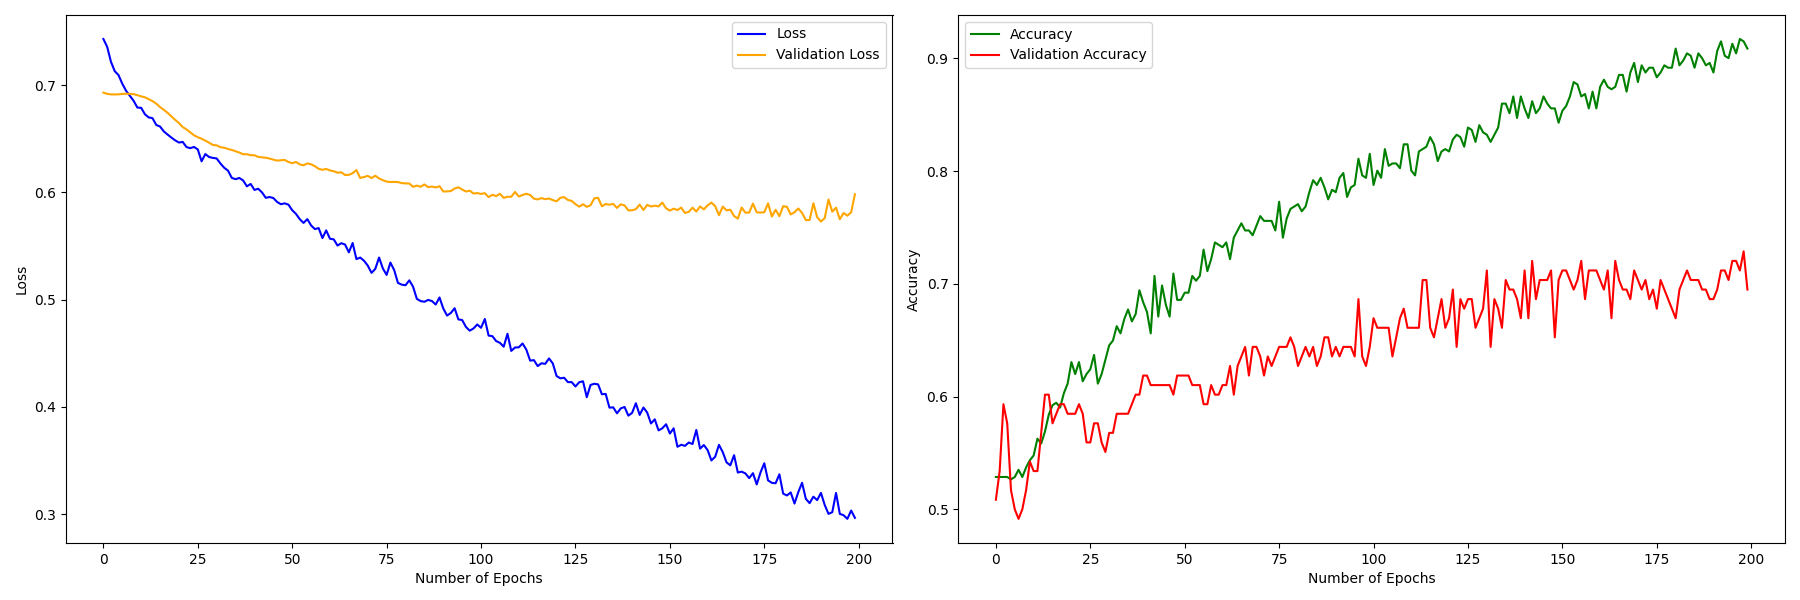 Loss
Validation Loss
0.7
0.6
0.5
0.4
0.3
Loss
0 25 50 75 100 125 150 175 200
Number of Epochs
Accuracy
Validation Accuracy
0.9
0.8
0.7
0.6
0.5
Accuracy
0 25 50 75 100 125 150 175 200
Number of Epochs